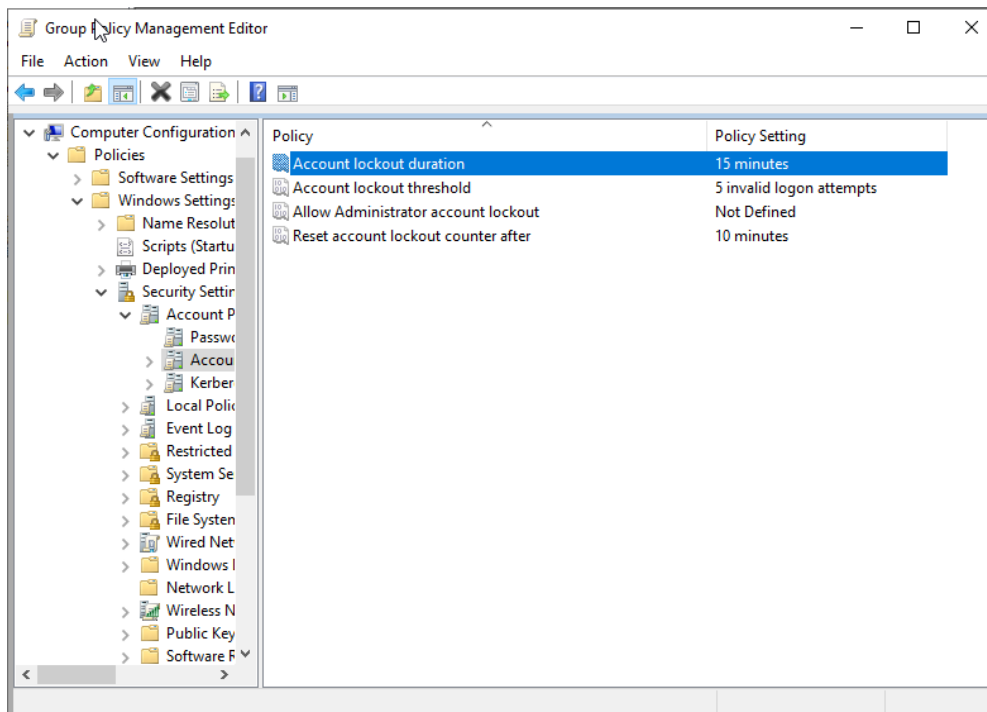 Group Policy Management Editor
File Action View Help
Computer Configuration
Policies
Software Settings
Windows Settings
Name Resolut
Scripts (Startu
Deployed Prin
Security Settin
Account P
Passwo
Accou
Kerber
Local Polic
Event Log
Restricted
System Se
Registry
File System
Wired Net
Windows I
Network L
Wireless N
Public Key
Software R
Policy Policy Setting
Account lockout duration 15 minutes
Account lockout threshold 5 invalid logon attempts
Allow Administrator account lockout Not Defined
Reset account lockout counter after 10 minutes